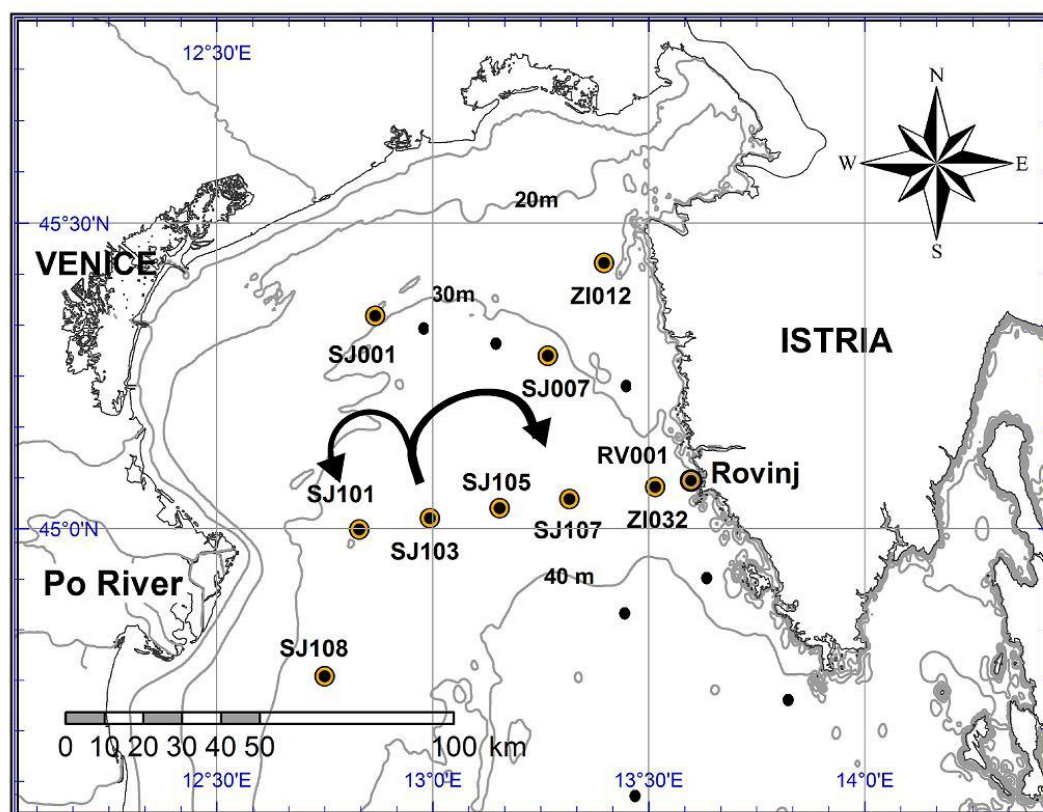 12°30'E
N
W
E
S
20m
45°30'N
VENICE
ZI012
30m
ISTRIA
SJ001
SJ007
RV001
Rovinj
SJ101
SJ105
SJ103
SJ107
ZI032
45°0'N
40 m
Po River
SJ108
0 10 20 30 40 50 100 km
12°30'E 13°0'E 13°30'E 14°0'E